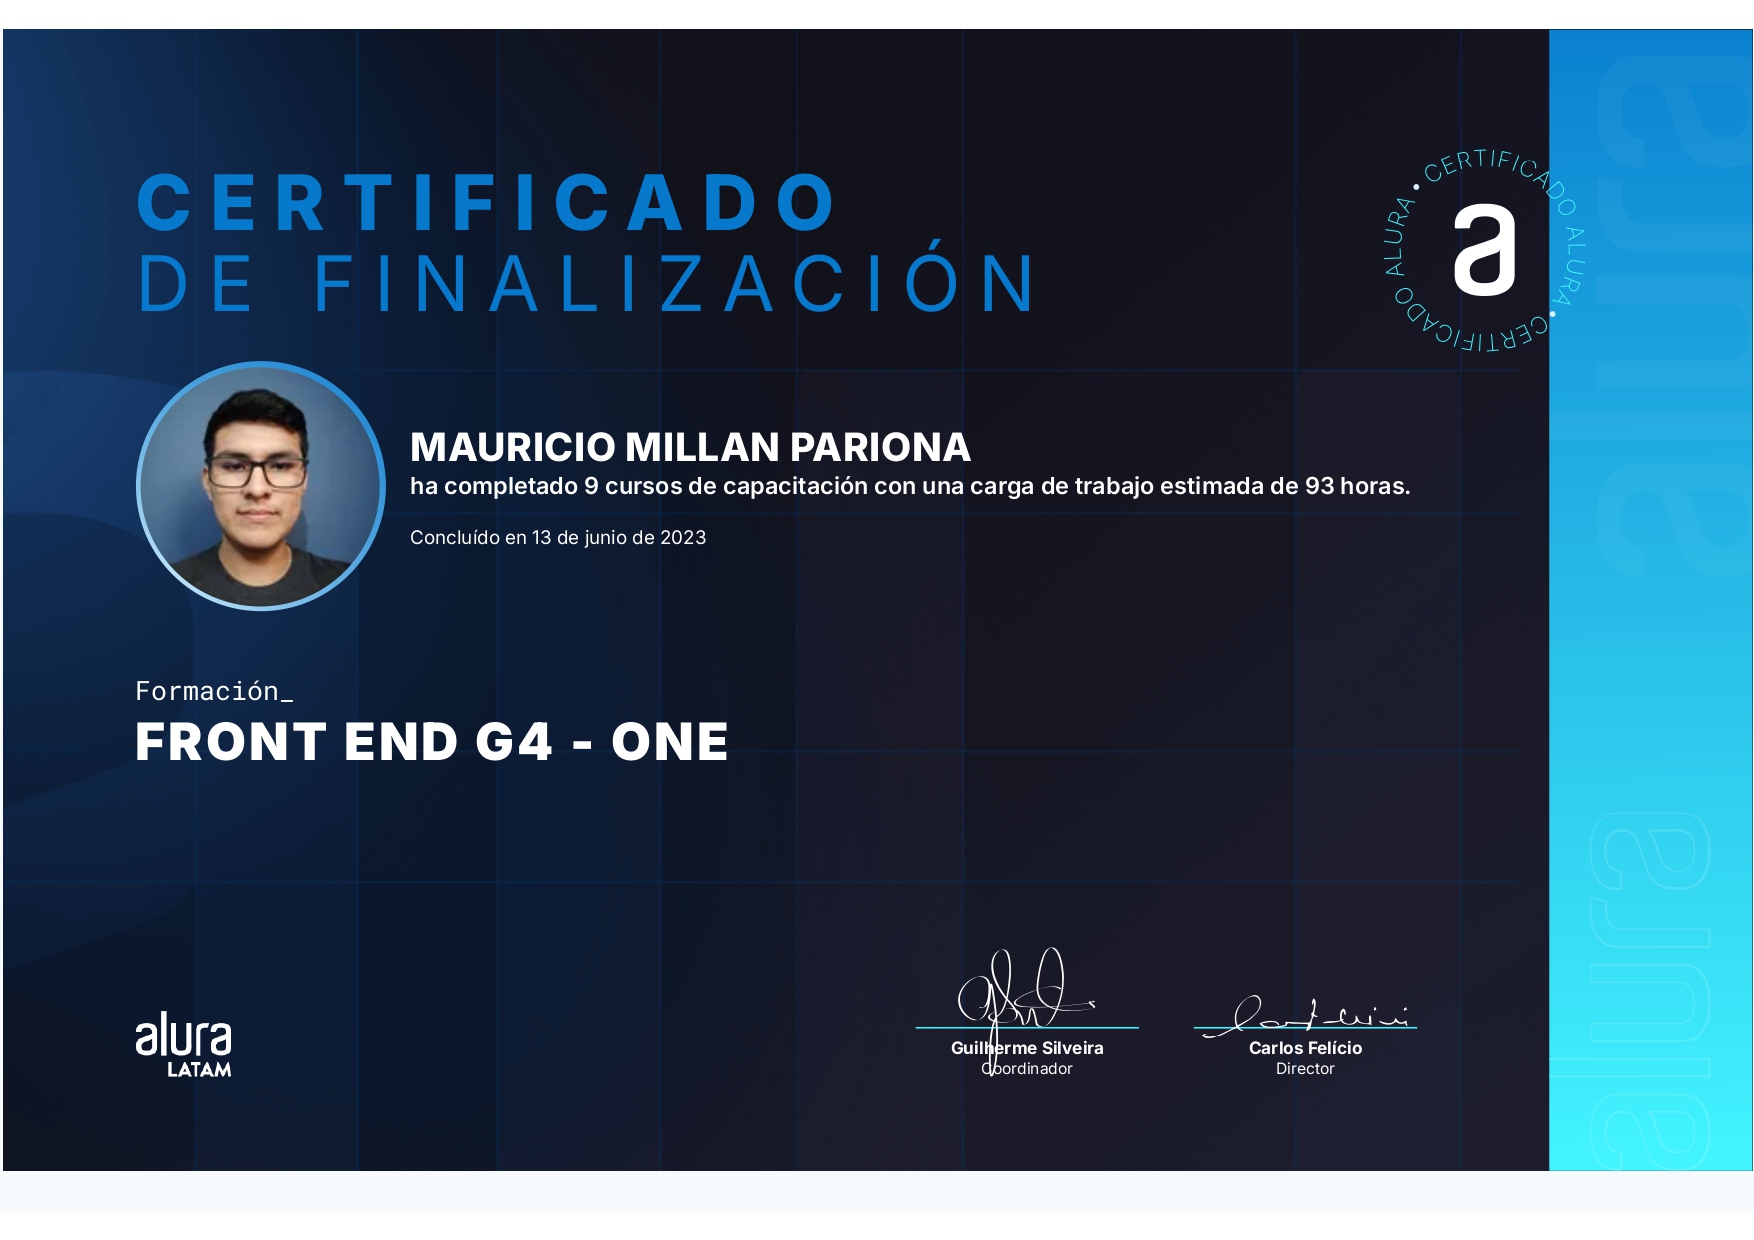 CERTIFICADO
DE FINALIZACIÓN
• CERTIFICADO ALURA • CERTIFICADO ALURA
a
MAURICIO MILLAN PARIONA
ha completado 9 cursos de capacitación con una carga de trabajo estimada de 93 horas.
Concluído en 13 de junio de 2023
Formación_
FRONT END G4 - ONE
alura
LATAM
Guilherme Silveira
Coordinador
Carlos Felício
Director
alura
alura
a